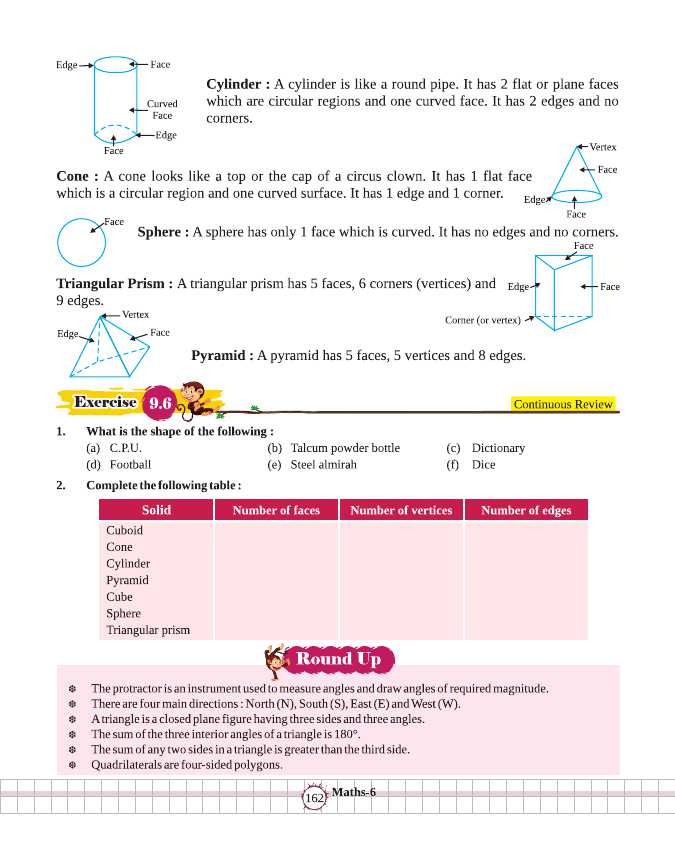 Edge
Face
Curved
Face
Edge
Face
Cylinder : A cylinder is like a round pipe. It has 2 flat or plane faces
which are circular regions and one curved face. It has 2 edges and no
corners.
Vertex
Face
Edge
Face
Cone : A cone looks like a top or the cap of a circus clown. It has 1 flat face
which is a circular region and one curved surface. It has 1 edge and 1 corner.
Face
Sphere : A sphere has only 1 face which is curved. It has no edges and no corners.
Face
Edge
Face
Corner (or vertex)
Triangular Prism : A triangular prism has 5 faces, 6 corners (vertices) and
9 edges.
Vertex
Edge
Face
Pyramid : A pyramid has 5 faces, 5 vertices and 8 edges.
Exercise 9.6
Continuous Review
1. What is the shape of the following :
(a) C.P.U. (b) Talcum powder bottle (c) Dictionary
(d) Football (e) Steel almirah (f) Dice
2. Complete the following table :
Solid Number of faces Number of vertices Number of edges
Cuboid
Cone
Cylinder
Pyramid
Cube
Sphere
Triangular prism
Round Up
The protractor is an instrument used to measure angles and draw angles of required magnitude.
There are four main directions : North (N), South (S), East (E) and West (W).
A triangle is a closed plane figure having three sides and three angles.
The sum of the three interior angles of a triangle is 180°.
The sum of any two sides in a triangle is greater than the third side.
Quadrilaterals are four-sided polygons.
162 Maths-6